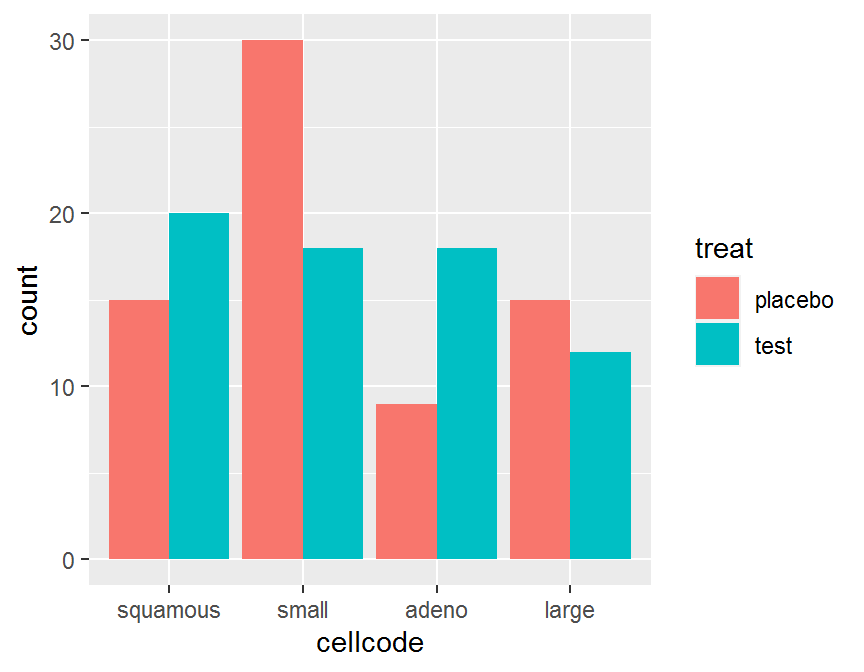 30
20
10
0
count
squamous
small
adeno
large
cellcode
treat
placebo
test